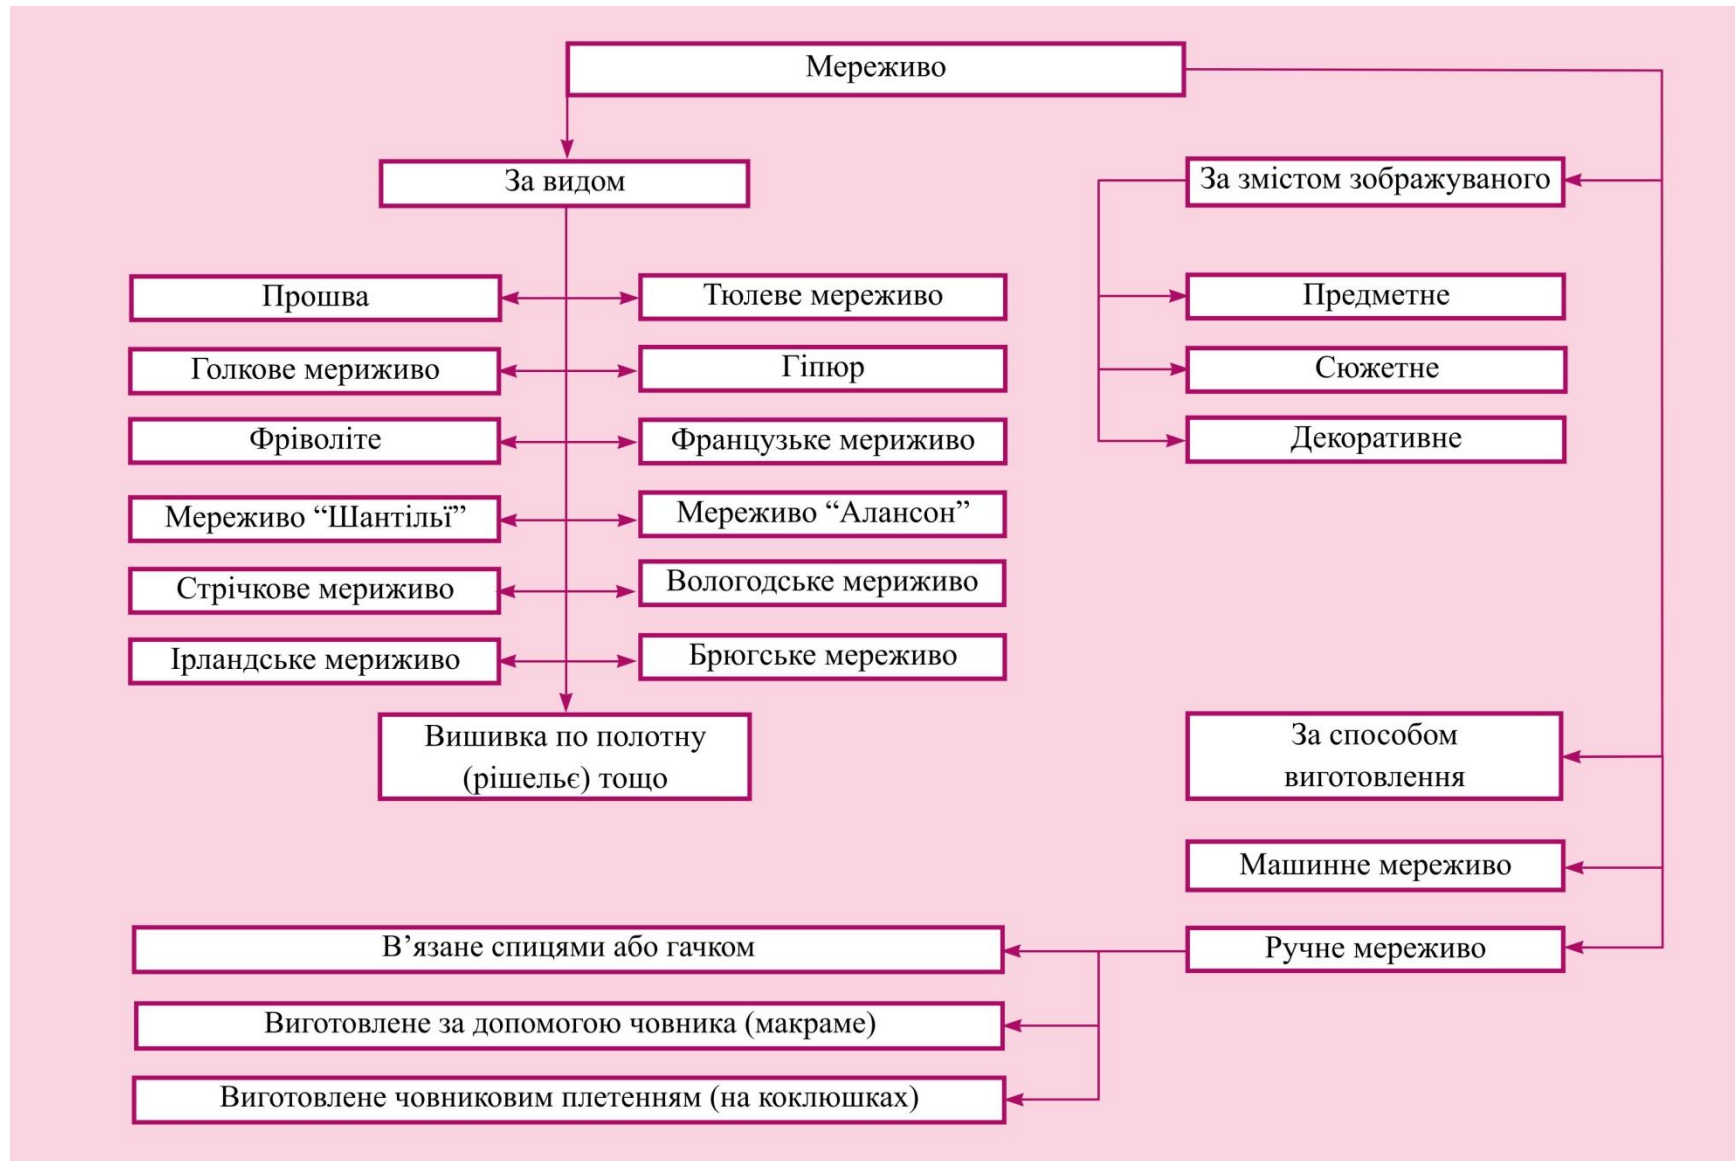 Мереживо
За видом
За змістом зображуваного
Прошва
Тюлеве мереживо
Предметне
Голкове мериживо
Гіпюр
Сюжетне
Фріволіте
Французьке мериживо
Декоративне
Мереживо “Шантільї”
Мереживо “Алансон”
Стрічкове мериживо
Вологодське мериживо
Ірландське мериживо
Брюгське мереживо
Вишивка по полотну
(рішельє) тощо
За способом
виготовлення
Машинне мереживо
Ручне мереживо
В’язане спицями або гачком
Виготовлене за допомогою човника (макраме)
Виготовлене човниковим плетенням (на коклюшках)